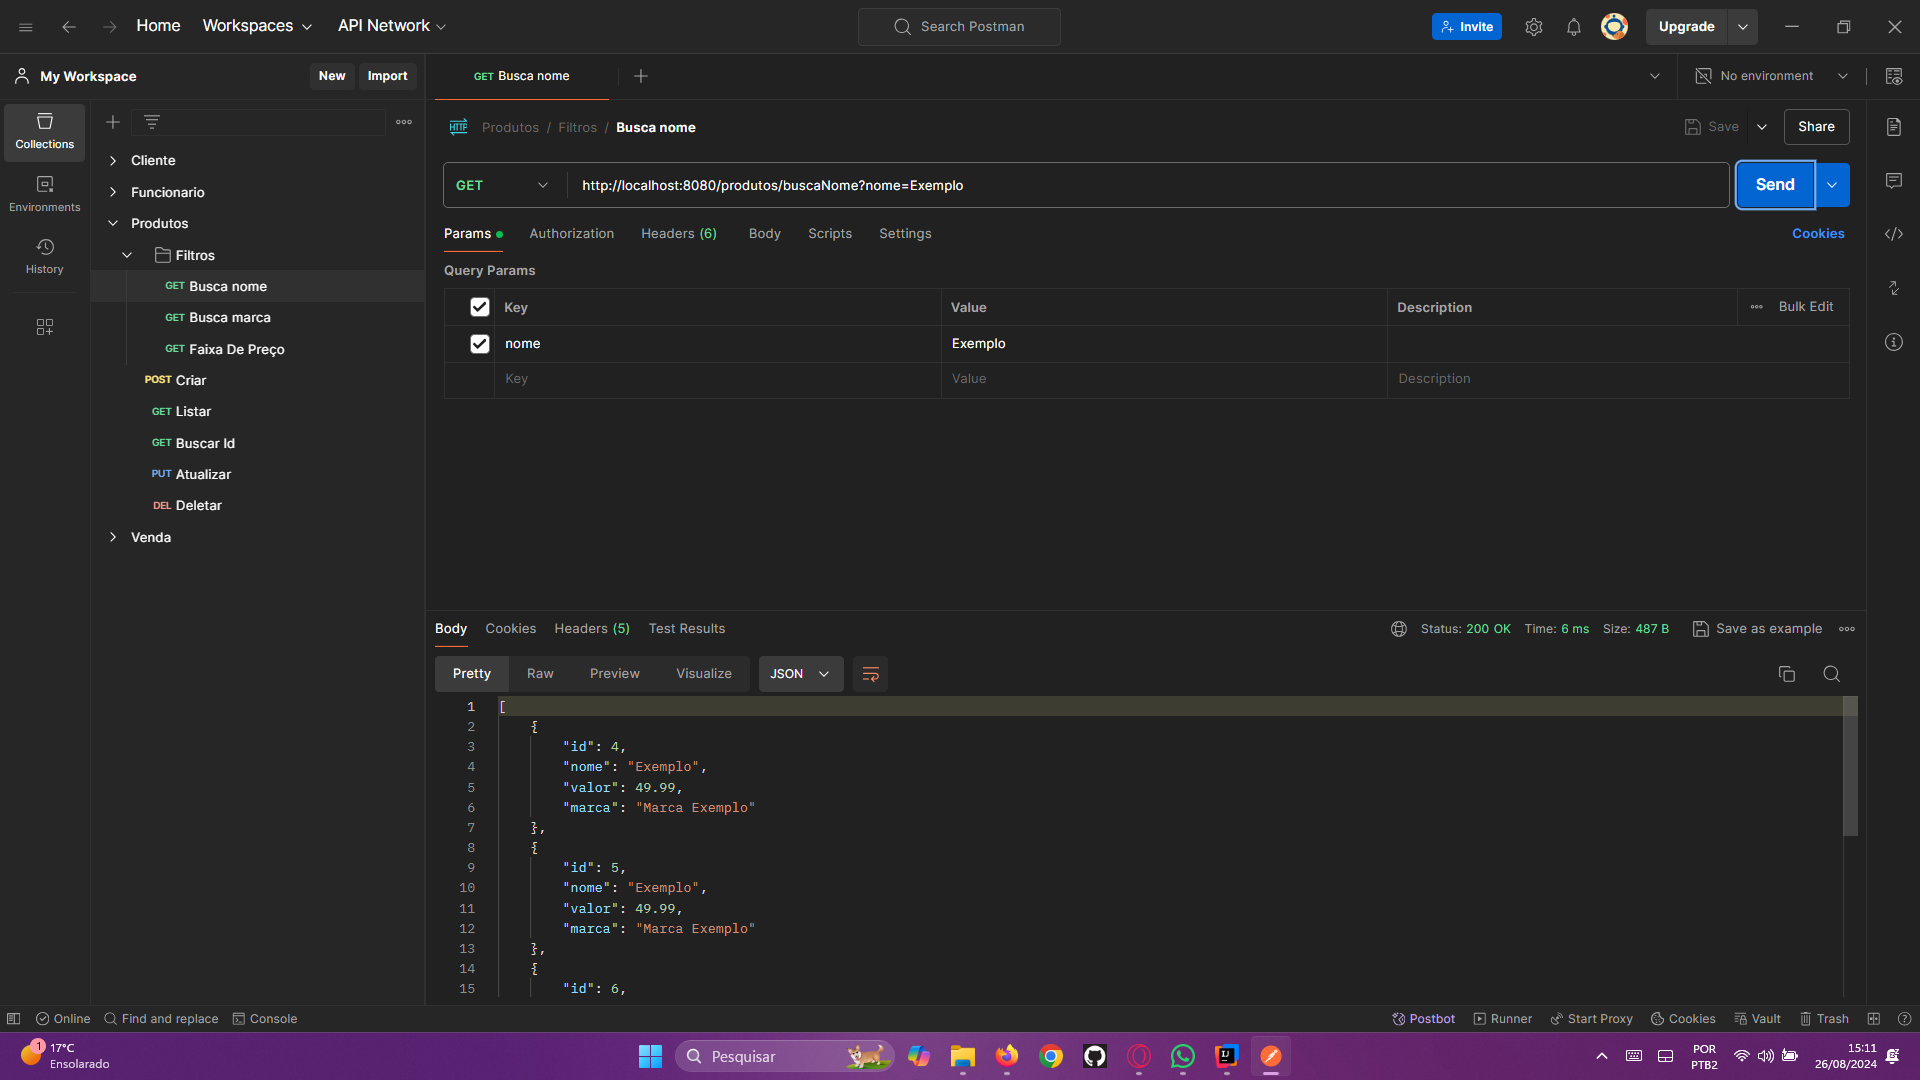 Home Workspaces API Network Search Postman Invite Upgrade
My Workspace New Import GET Busca nome No environment
Collections
Environments
History
Cliente
Funcionario
Produtos
Filtros
GET Busca nome
GET Busca marca
GET Faixa De Preço
POST Criar
GET Listar
GET Buscar Id
PUT Atualizar
DEL Deletar
Venda
HTTP Produtos / Filtros / Busca nome Save Share
GET http://localhost:8080/produtos/buscaNome?nome=Exemplo Send
Params Authorization Headers (6) Body Scripts Settings Cookies
Query Params
Key Value Description Bulk Edit
nome Exemplo
Key Value Description
Body Cookies Headers (5) Test Results Status: 200 OK Time: 6 ms Size: 487 B Save as example
Pretty Raw Preview Visualize JSON
1 [
2 {
3 "id": 4,
4 "nome": "Exemplo",
5 "valor": 49.99,
6 "marca": "Marca Exemplo"
7 },
8 {
9 "id": 5,
10 "nome": "Exemplo",
11 "valor": 49.99,
12 "marca": "Marca Exemplo"
13 },
14 {
15 "id": 6,
Online Find and replace Console Postbot Runner Start Proxy Cookies Vault Trash
1 17°C
Ensolarado
Pesquisar
IJ
POR
PTB2
15:11
26/08/2024